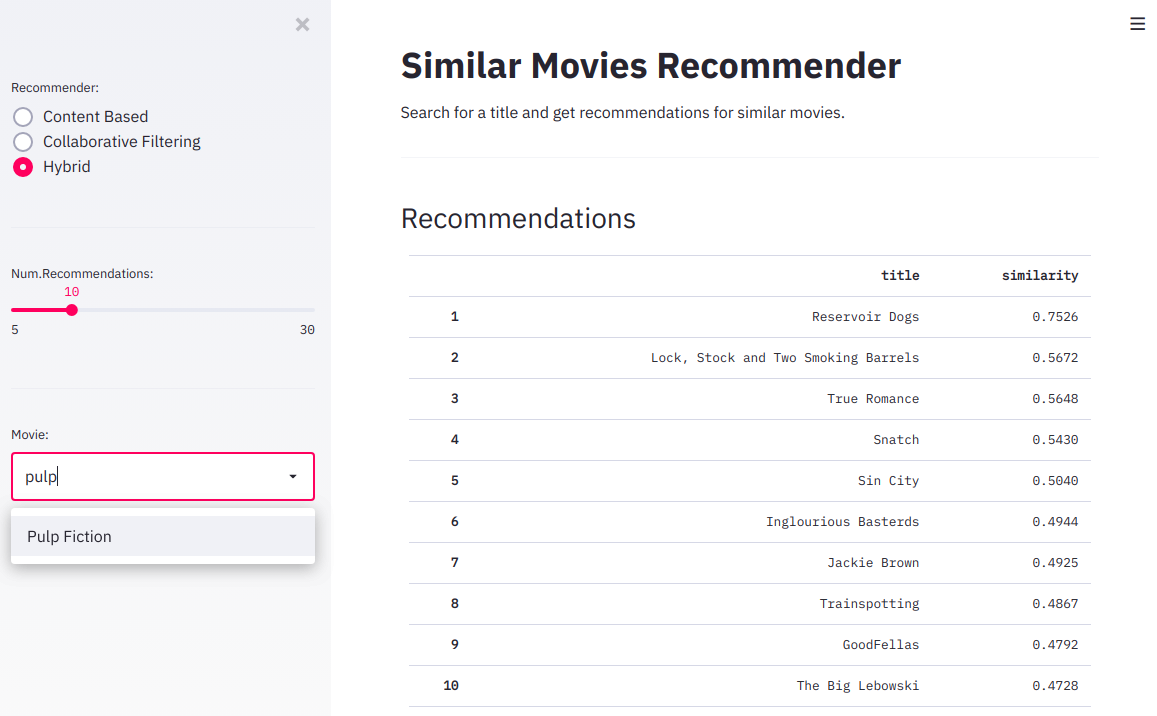 Recommender:
Content Based
Collaborative Filtering
Hybrid
Num.Recommendations:
10
5 30
Movie:
pulp
Pulp Fiction
Similar Movies Recommender
Search for a title and get recommendations for similar movies.
Recommendations
title similarity
1 Reservoir Dogs 0.7526
2 Lock, Stock and Two Smoking Barrels 0.5672
3 True Romance 0.5648
4 Snatch 0.5430
5 Sin City 0.5040
6 Inglourious Basterds 0.4944
7 Jackie Brown 0.4925
8 Trainspotting 0.4867
9 GoodFellas 0.4792
10 The Big Lebowski 0.4728